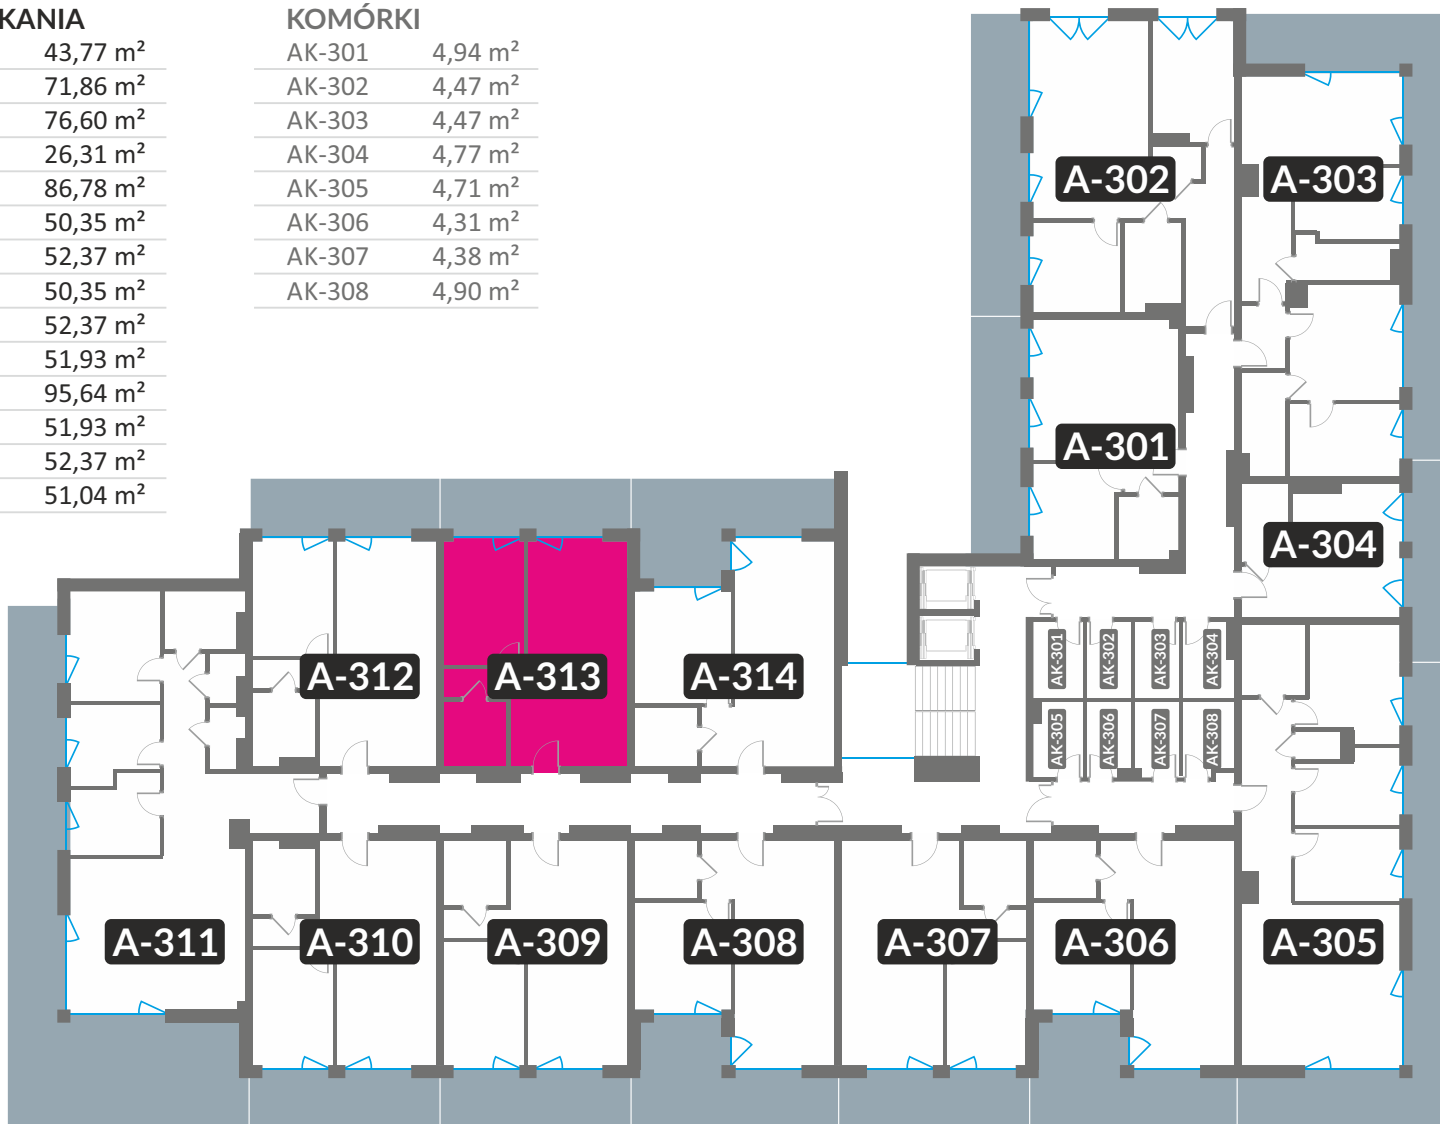 KANIA
43,77 m²
71,86 m²
76,60 m²
26,31 m²
86,78 m²
50,35 m²
52,37 m²
50,35 m²
52,37 m²
51,93 m²
95,64 m²
51,93 m²
52,37 m²
51,04 m²
KOMÓRKI
AK-301 4,94 m²
AK-302 4,47 m²
AK-303 4,47 m²
AK-304 4,77 m²
AK-305 4,71 m²
AK-306 4,31 m²
AK-307 4,38 m²
AK-308 4,90 m²
A-302
A-303
A-301
A-304
AK-301
AK-302
AK-303
AK-304
A-312
A-313
A-314
AK-305
AK-306
AK-307
AK-308
A-311
A-310
A-309
A-308
A-307
A-306
A-305